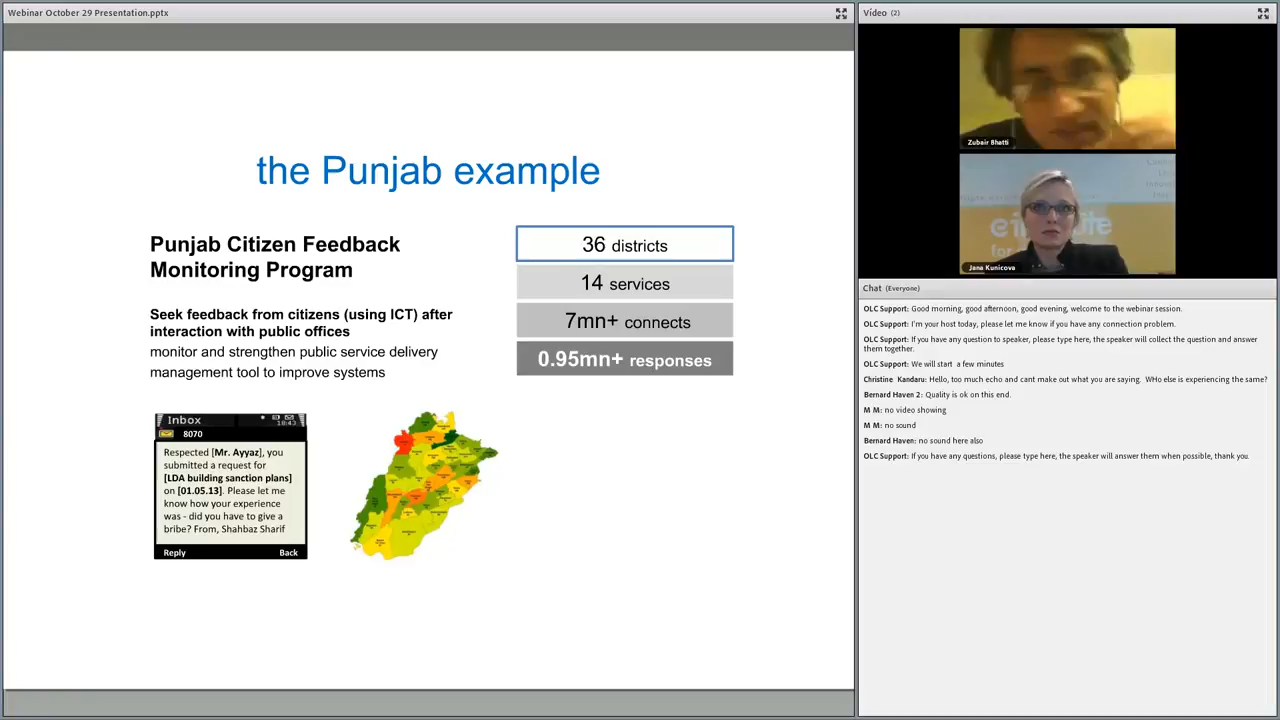 Webinar October 29 Presentation.pptx
the Punjab example
Punjab Citizen Feedback
Monitoring Program
Seek feedback from citizens (using ICT) after
interaction with public offices
monitor and strengthen public service delivery
management tool to improve systems
36 districts
14 services
7mn+ connects
0.95mn+ responses
Inbox
18:43
8070
Respected [Mr. Ayyaz], you
submitted a request for
[LDA building sanction plans]
on [01.05.13]. Please let me
know how your experience
was - did you have to give a
bribe? From, Shahbaz Sharif
Reply Back
Vídeo (2)
Zubair Bhatti
Jana Kunicova
Chat (Everyone)
OLC Support: Good morning, good afternoon, good evening, welcome to the webinar session.
OLC Support: I'm your host today, please let me know if you have any connection problem.
OLC Support: If you have any question to speaker, please type here, the speaker will collect the question and answer
them together.
OLC Support: We will start a few minutes
Christine Kandaru: Hello, too much echo and cant make out what you are saying. WHo else is experiencing the same?
Bernard Haven 2: Quality is ok on this end.
M M: no video showing
M M: no sound
Bernard Haven: no sound here also
OLC Support: If you have any questions, please type here, the speaker will answer them when possible, thank you.